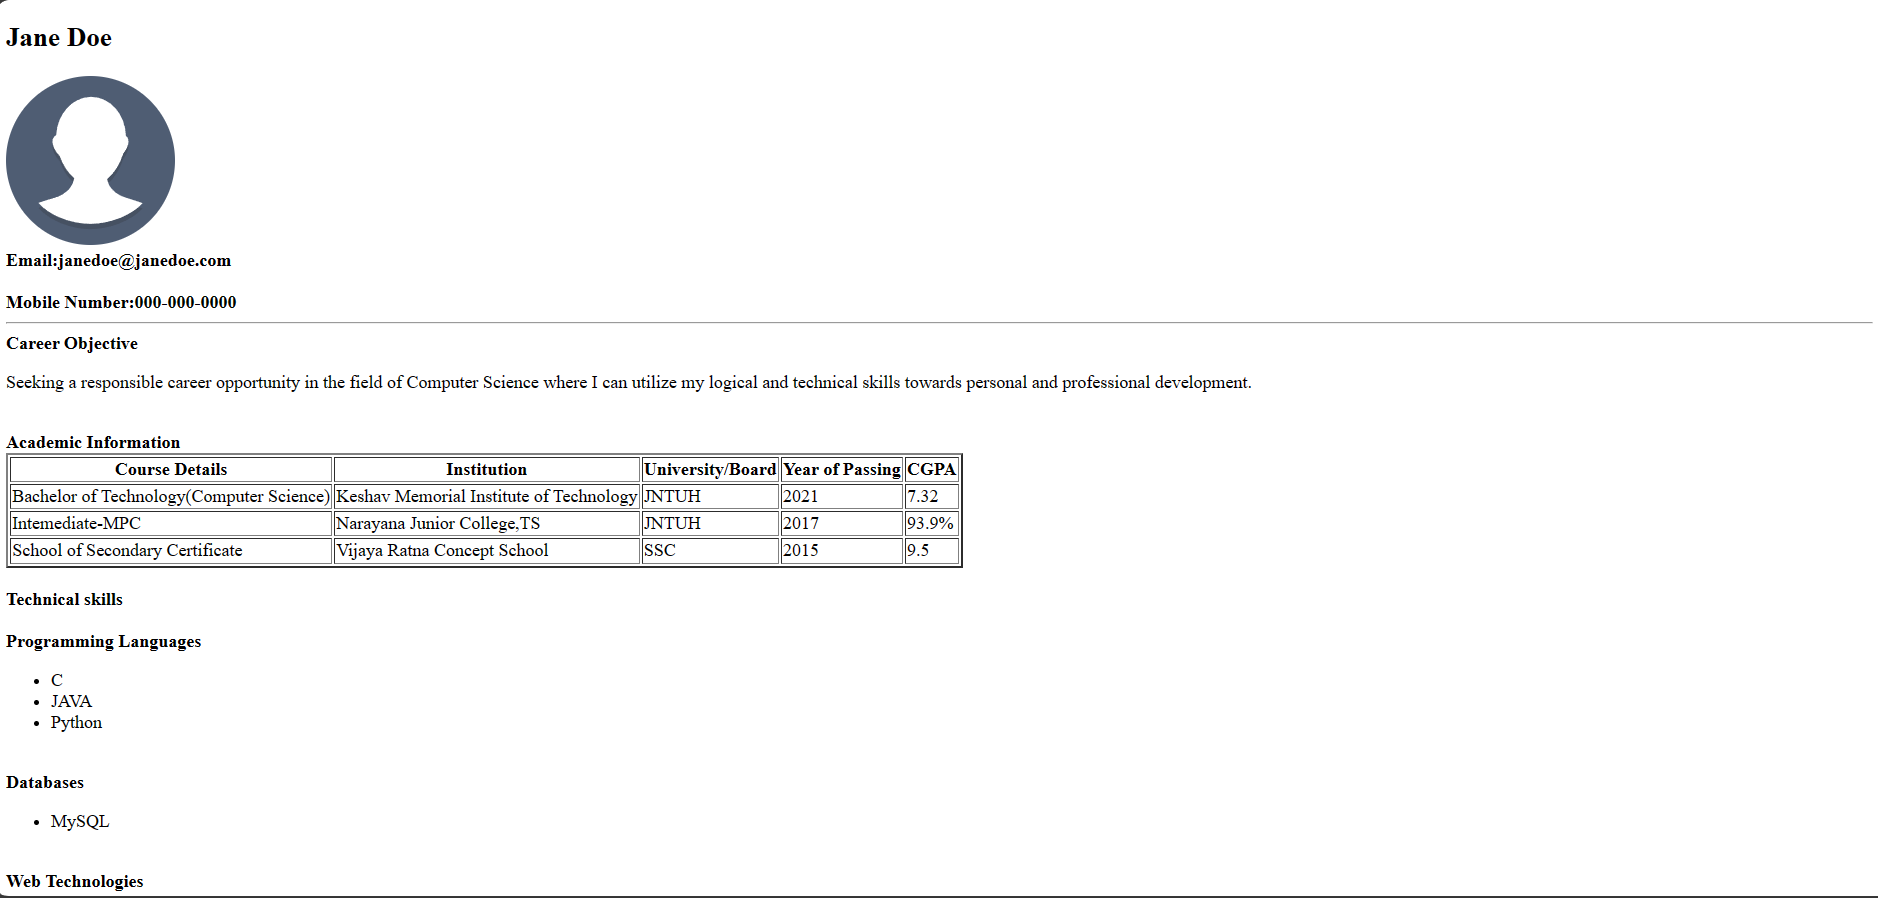 Jane Doe
Email:janedoe@janedoe.com
Mobile Number:000-000-0000
Career Objective
Seeking a responsible career opportunity in the field of Computer Science where I can utilize my logical and technical skills towards personal and professional development.
Academic Information
Course Details Institution University/Board Year of Passing CGPA
Bachelor of Technology(Computer Science) Keshav Memorial Institute of Technology JNTUH 2021 7.32
Intemediate-MPC Narayana Junior College,TS JNTUH 2017 93.9%
School of Secondary Certificate Vijaya Ratna Concept School SSC 2015 9.5
Technical skills
Programming Languages
C
JAVA
Python
Databases
MySQL
Web Technologies